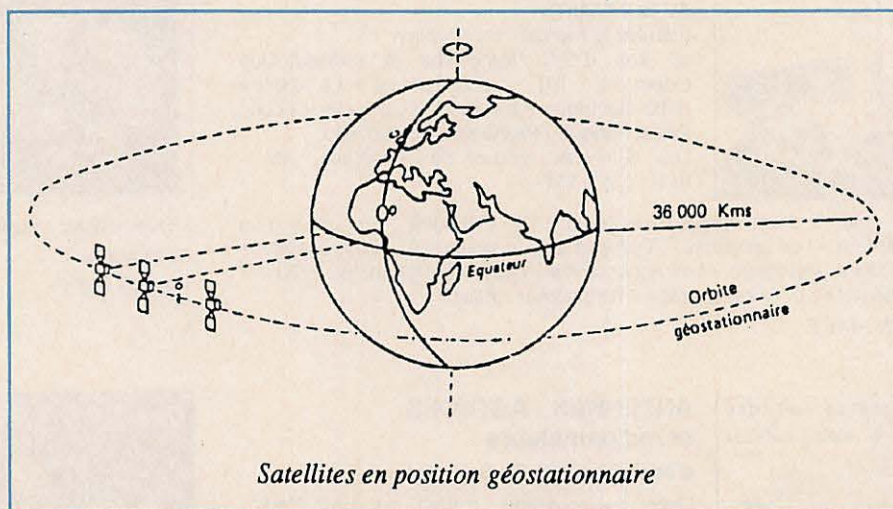 36 000 Kms
Equateur
Orbite
géostationnaire
Satellites en position géostationnaire